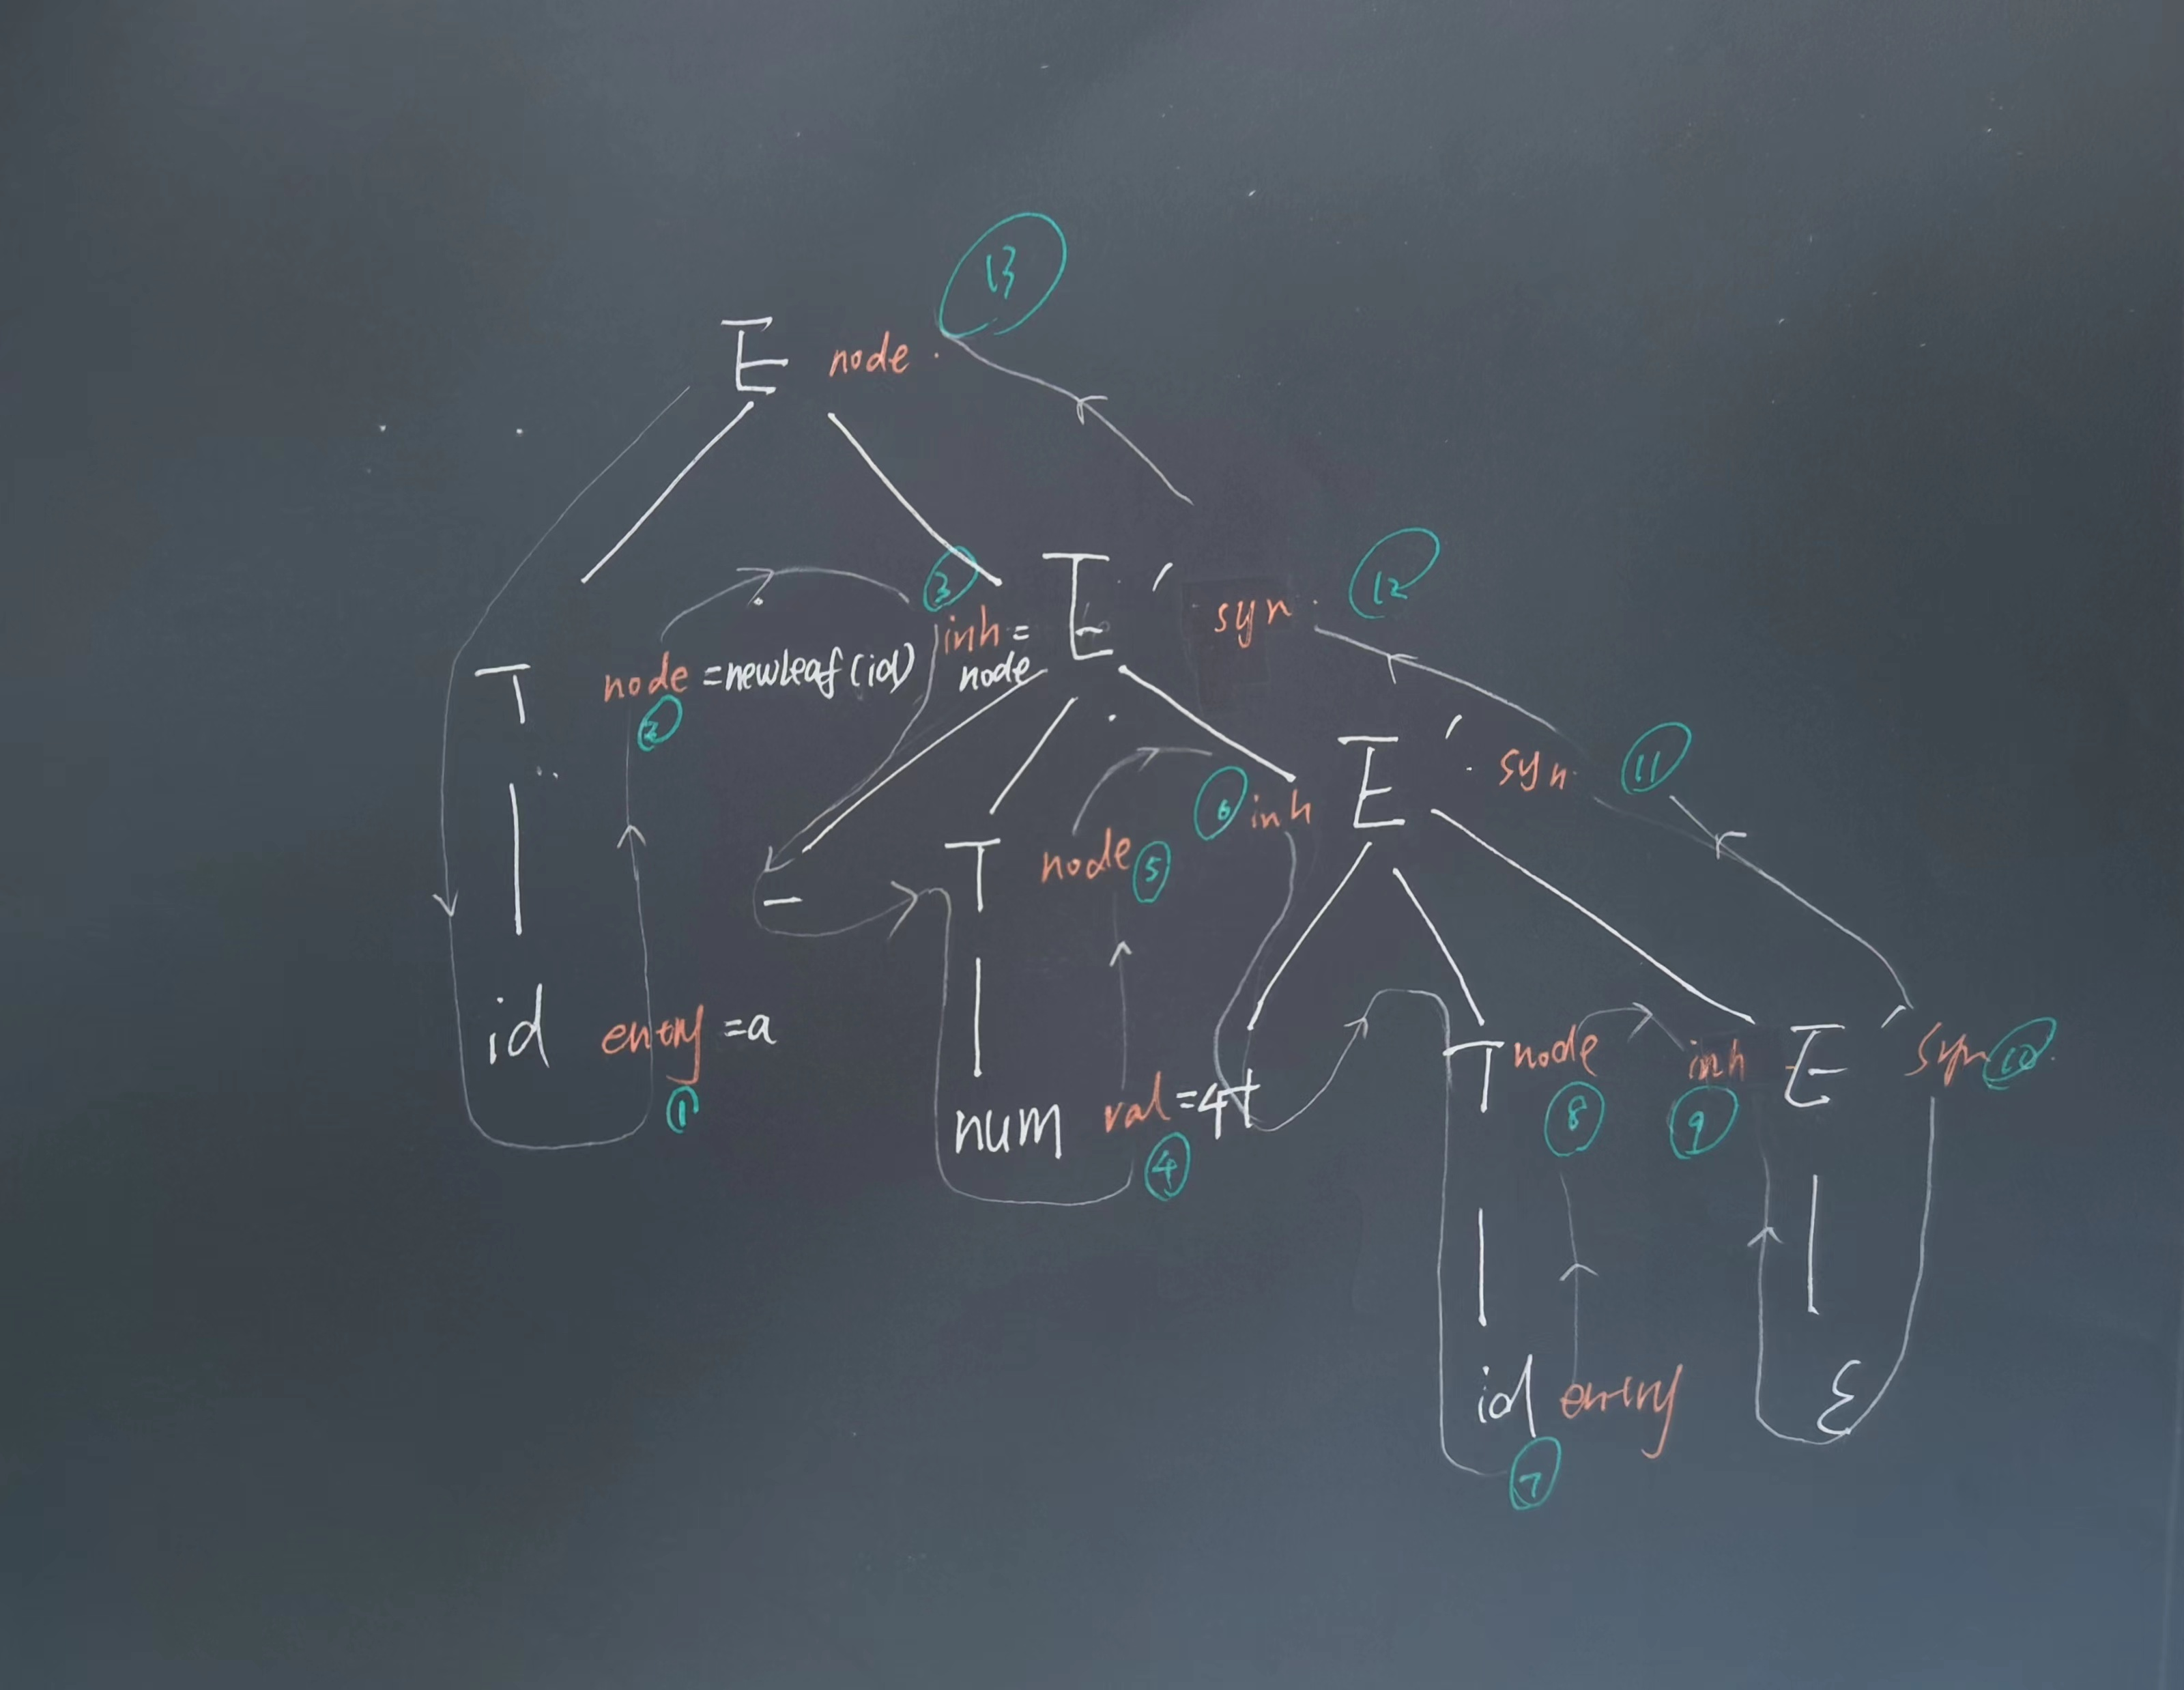 13
E node
3
12
inh = E' syn
T node = newleaf(id) node
2
E' syn 11
6 inh
T node 5
-
id entry = a
1
num val = 4 +
4
T node inh E' syn 10
8 9
id entry
7
ε